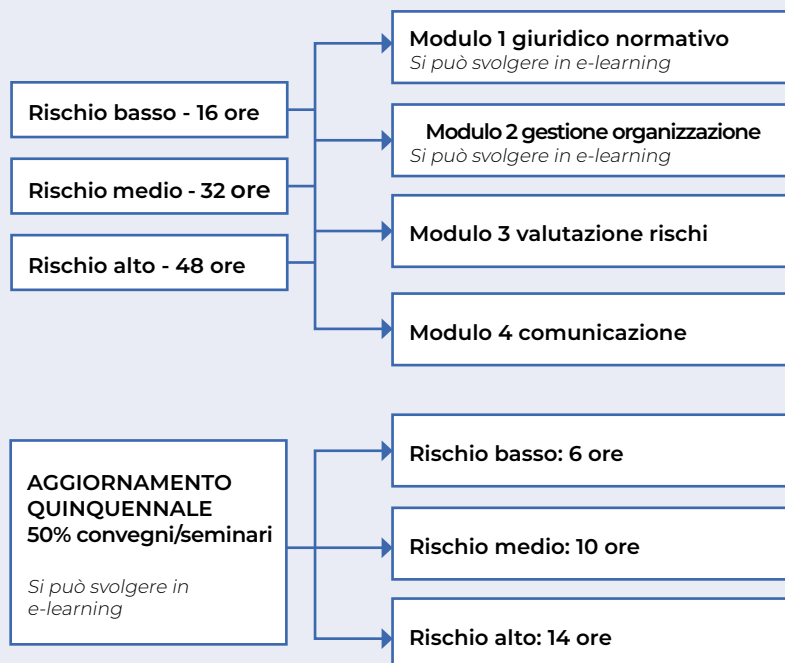 Rischio basso - 16 ore
Rischio medio - 32 ore
Rischio alto - 48 ore
Modulo 1 giuridico normativo
Si può svolgere in e-learning
Modulo 2 gestione organizzazione
Si può svolgere in e-learning
Modulo 3 valutazione rischi
Modulo 4 comunicazione
AGGIORNAMENTO
QUINQUENNALE
50% convegni/seminari
Si può svolgere in
e-learning
Rischio basso: 6 ore
Rischio medio: 10 ore
Rischio alto: 14 ore